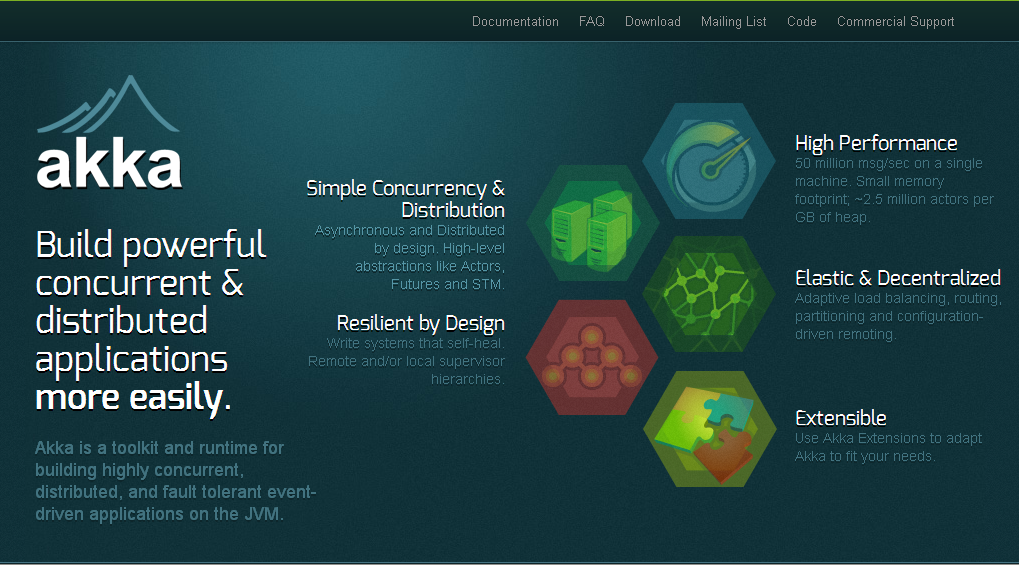 Documentation FAQ Download Mailing List Code Commercial Support
akka
Build powerful
concurrent &
distributed
applications
more easily.
Akka is a toolkit and runtime for
building highly concurrent,
distributed, and fault tolerant event-
driven applications on the JVM.
Simple Concurrency &
Distribution
Asynchronous and Distributed
by design. High-level
abstractions like Actors,
Futures and STM.
Resilient by Design
Write systems that self-heal.
Remote and/or local supervisor
hierarchies.
High Performance
50 million msg/sec on a single
machine. Small memory
footprint; ~2.5 million actors per
GB of heap.
Elastic & Decentralized
Adaptive load balancing, routing,
partitioning and configuration-
driven remoting.
Extensible
Use Akka Extensions to adapt
Akka to fit your needs.